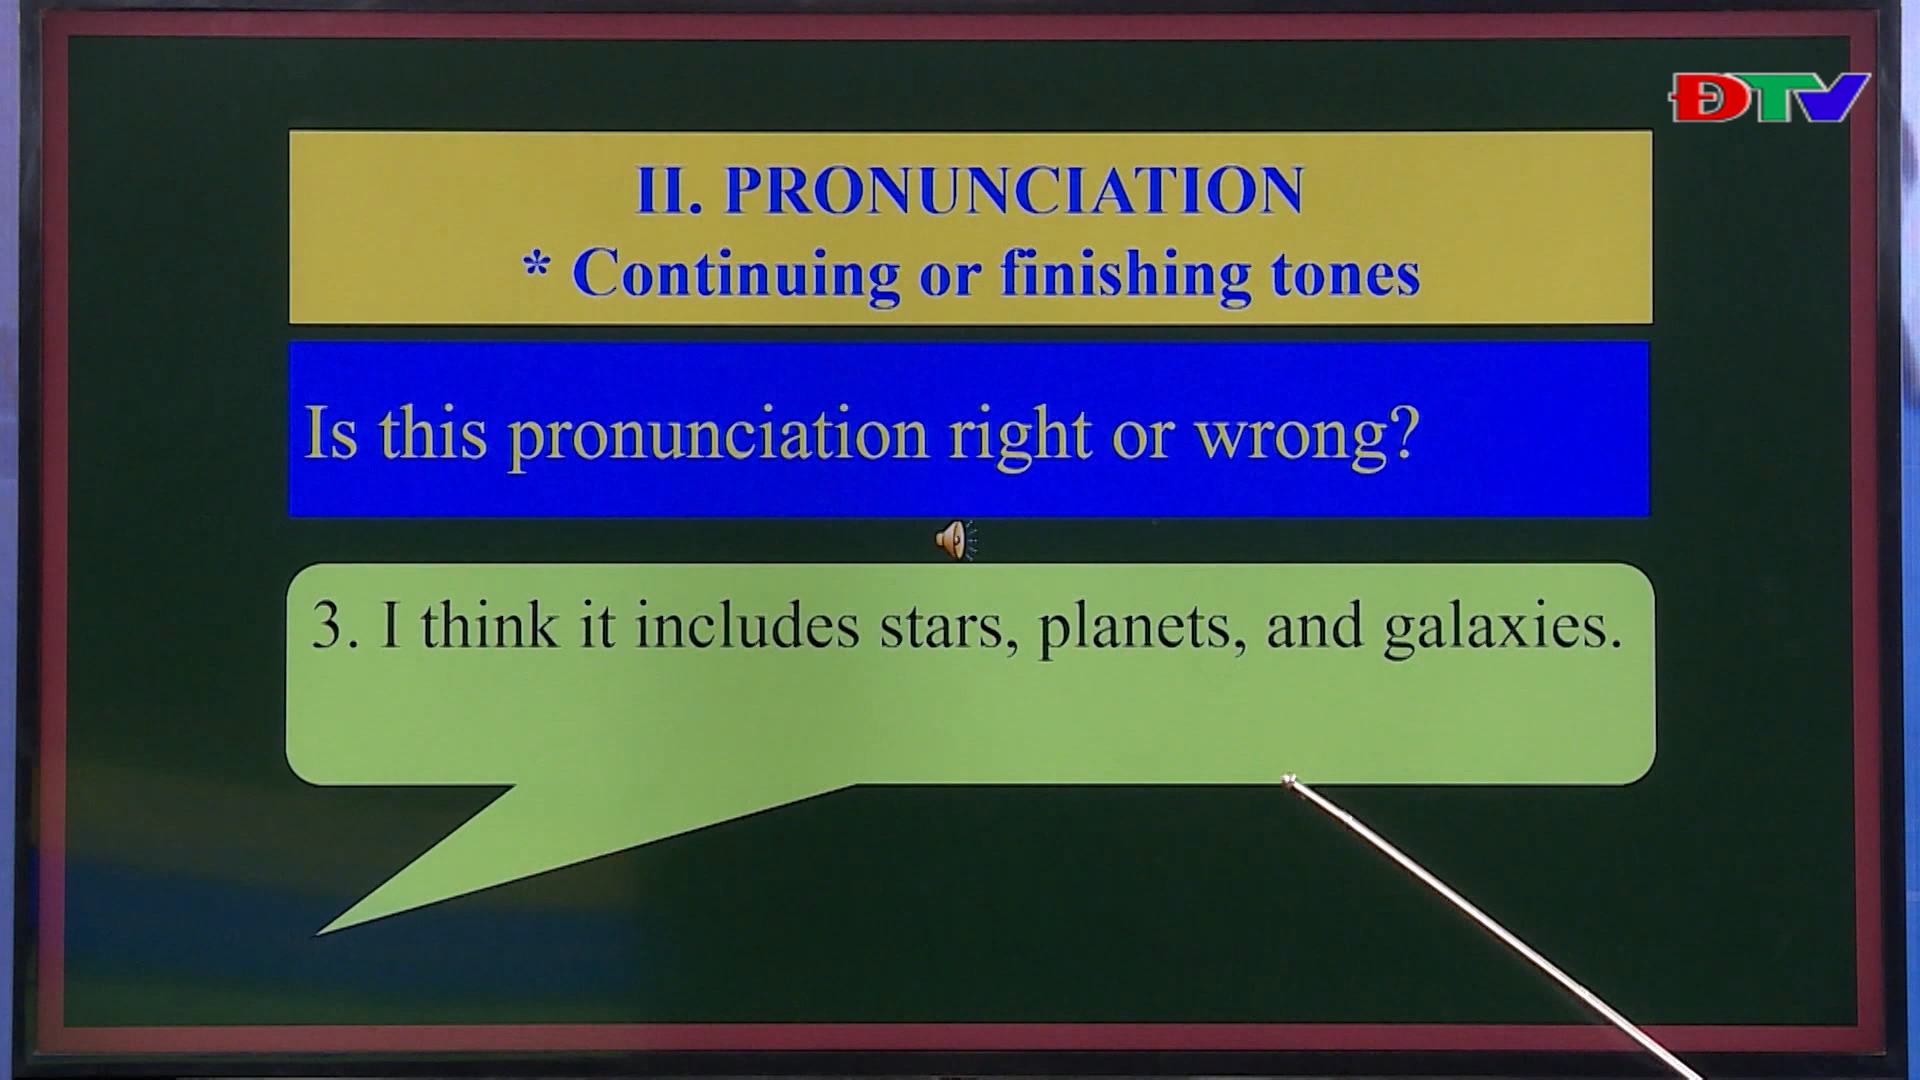 ĐTV
II. PRONUNCIATION
* Continuing or finishing tones
Is this pronunciation right or wrong?
3. I think it includes stars, planets, and galaxies.